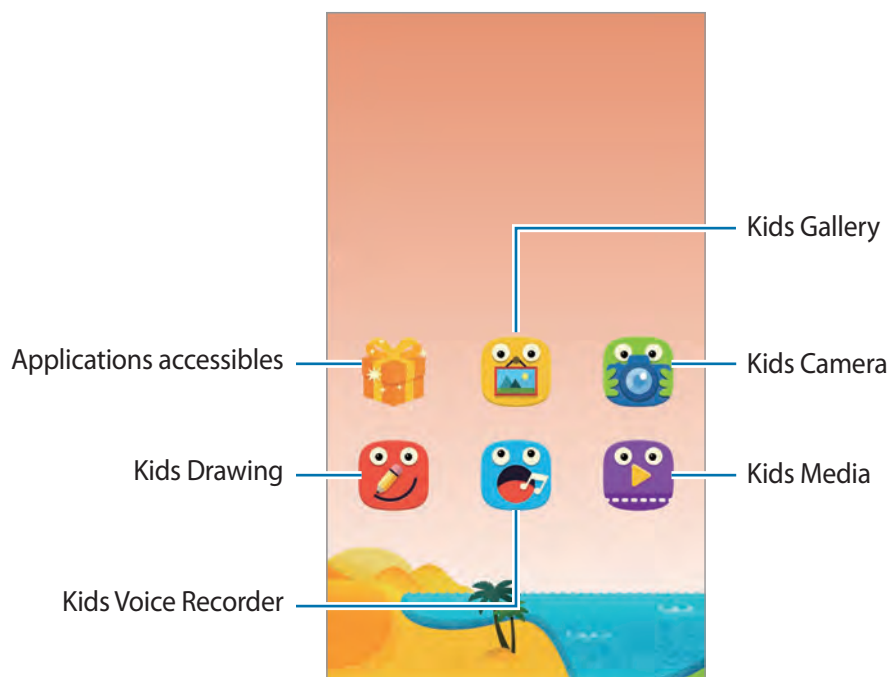 Kids Gallery
Applications accessibles
Kids Camera
Kids Drawing
Kids Media
Kids Voice Recorder